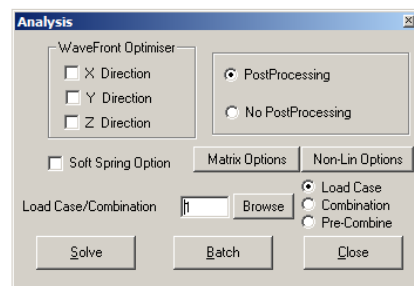 Analysis
WaveFront Optimiser
X Direction
Y Direction
Z Direction
PostProcessing
No PostProcessing
Soft Spring Option
Matrix Options
Non-Lin Options
Load Case/Combination
1
Browse
Load Case
Combination
Pre-Combine
Solve
Batch
Close